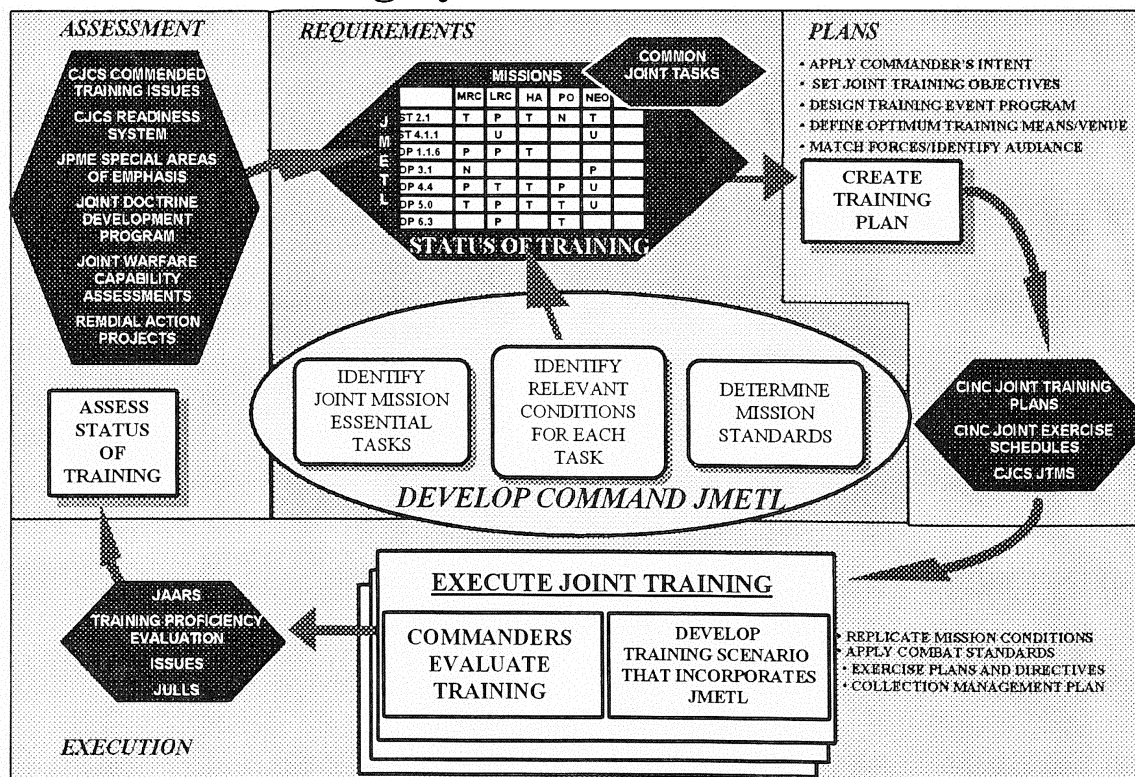 ASSESSMENT
CJCS COMMENDED
TRAINING ISSUES
CJCS READINESS
SYSTEM
JPME SPECIAL AREAS
OF EMPHASIS
JOINT DOCTRINE
DEVELOPMENT
PROGRAM
JOINT WARFARE
CAPABILITY
ASSESSMENTS
REMDIAL ACTION
PROJECTS
ASSESS
STATUS
OF
TRAINING
REQUIREMENTS
COMMON
JOINT TASKS
MISSIONS
JMETL
MRC LRC HA PO NEO
ST 2.1 T P T N T
ST 4.1.1 U U
OP 1.1.6 P P T
OP 3.1 N P
OP 4.4 P T T P U
OP 5.0 T P T T U
OP 6.3 P T
STATUS OF TRAINING
IDENTIFY
JOINT MISSION
ESSENTIAL
TASKS
IDENTIFY
RELEVANT
CONDITIONS
FOR EACH
TASK
DETERMINE
MISSION
STANDARDS
DEVELOP COMMAND JMETL
PLANS
• APPLY COMMANDER'S INTENT
• SET JOINT TRAINING OBJECTIVES
• DESIGN TRAINING EVENT PROGRAM
• DEFINE OPTIMUM TRAINING MEANS/VENUE
• MATCH FORCES/IDENTIFY AUDIANCE
CREATE
TRAINING
PLAN
CINC JOINT TRAINING
PLANS
CINC JOINT EXERCISE
SCHEDULES
CJCS JTMS
EXECUTE JOINT TRAINING
COMMANDERS
EVALUATE
TRAINING
DEVELOP
TRAINING SCENARIO
THAT INCORPORATES
JMETL
• REPLICATE MISSION CONDITIONS
• APPLY COMBAT STANDARDS
• EXERCISE PLANS AND DIRECTIVES
• COLLECTION MANAGEMENT PLAN
JAARS
TRAINING PROFICIENCY
EVALUATION
ISSUES
JULLS
EXECUTION